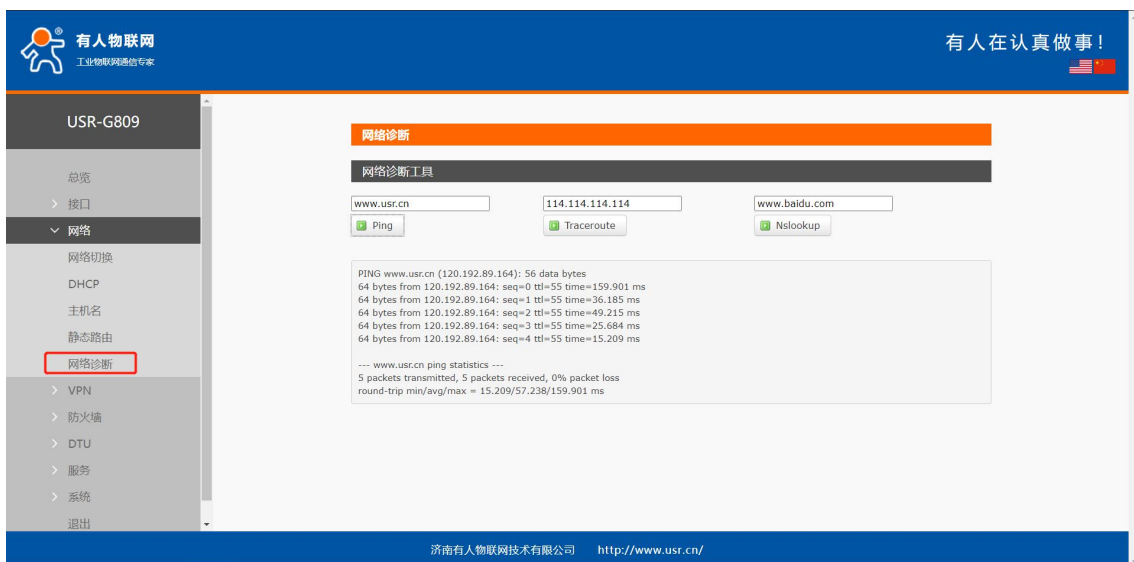 有人物联网
工业物联网通信专家
有人在认真做事!
USR-G809
总览
接口
网络
网络切换
DHCP
主机名
静态路由
网络诊断
VPN
防火墙
DTU
服务
系统
退出
网络诊断
网络诊断工具
www.usr.cn 114.114.114.114 www.baidu.com
Ping Traceroute Nslookup
PING www.usr.cn (120.192.89.164): 56 data bytes
64 bytes from 120.192.89.164: seq=0 ttl=55 time=159.901 ms
64 bytes from 120.192.89.164: seq=1 ttl=55 time=36.185 ms
64 bytes from 120.192.89.164: seq=2 ttl=55 time=49.215 ms
64 bytes from 120.192.89.164: seq=3 ttl=55 time=25.684 ms
64 bytes from 120.192.89.164: seq=4 ttl=55 time=15.209 ms
--- www.usr.cn ping statistics ---
5 packets transmitted, 5 packets received, 0% packet loss
round-trip min/avg/max = 15.209/57.238/159.901 ms
济南有人物联网技术有限公司 http://www.usr.cn/